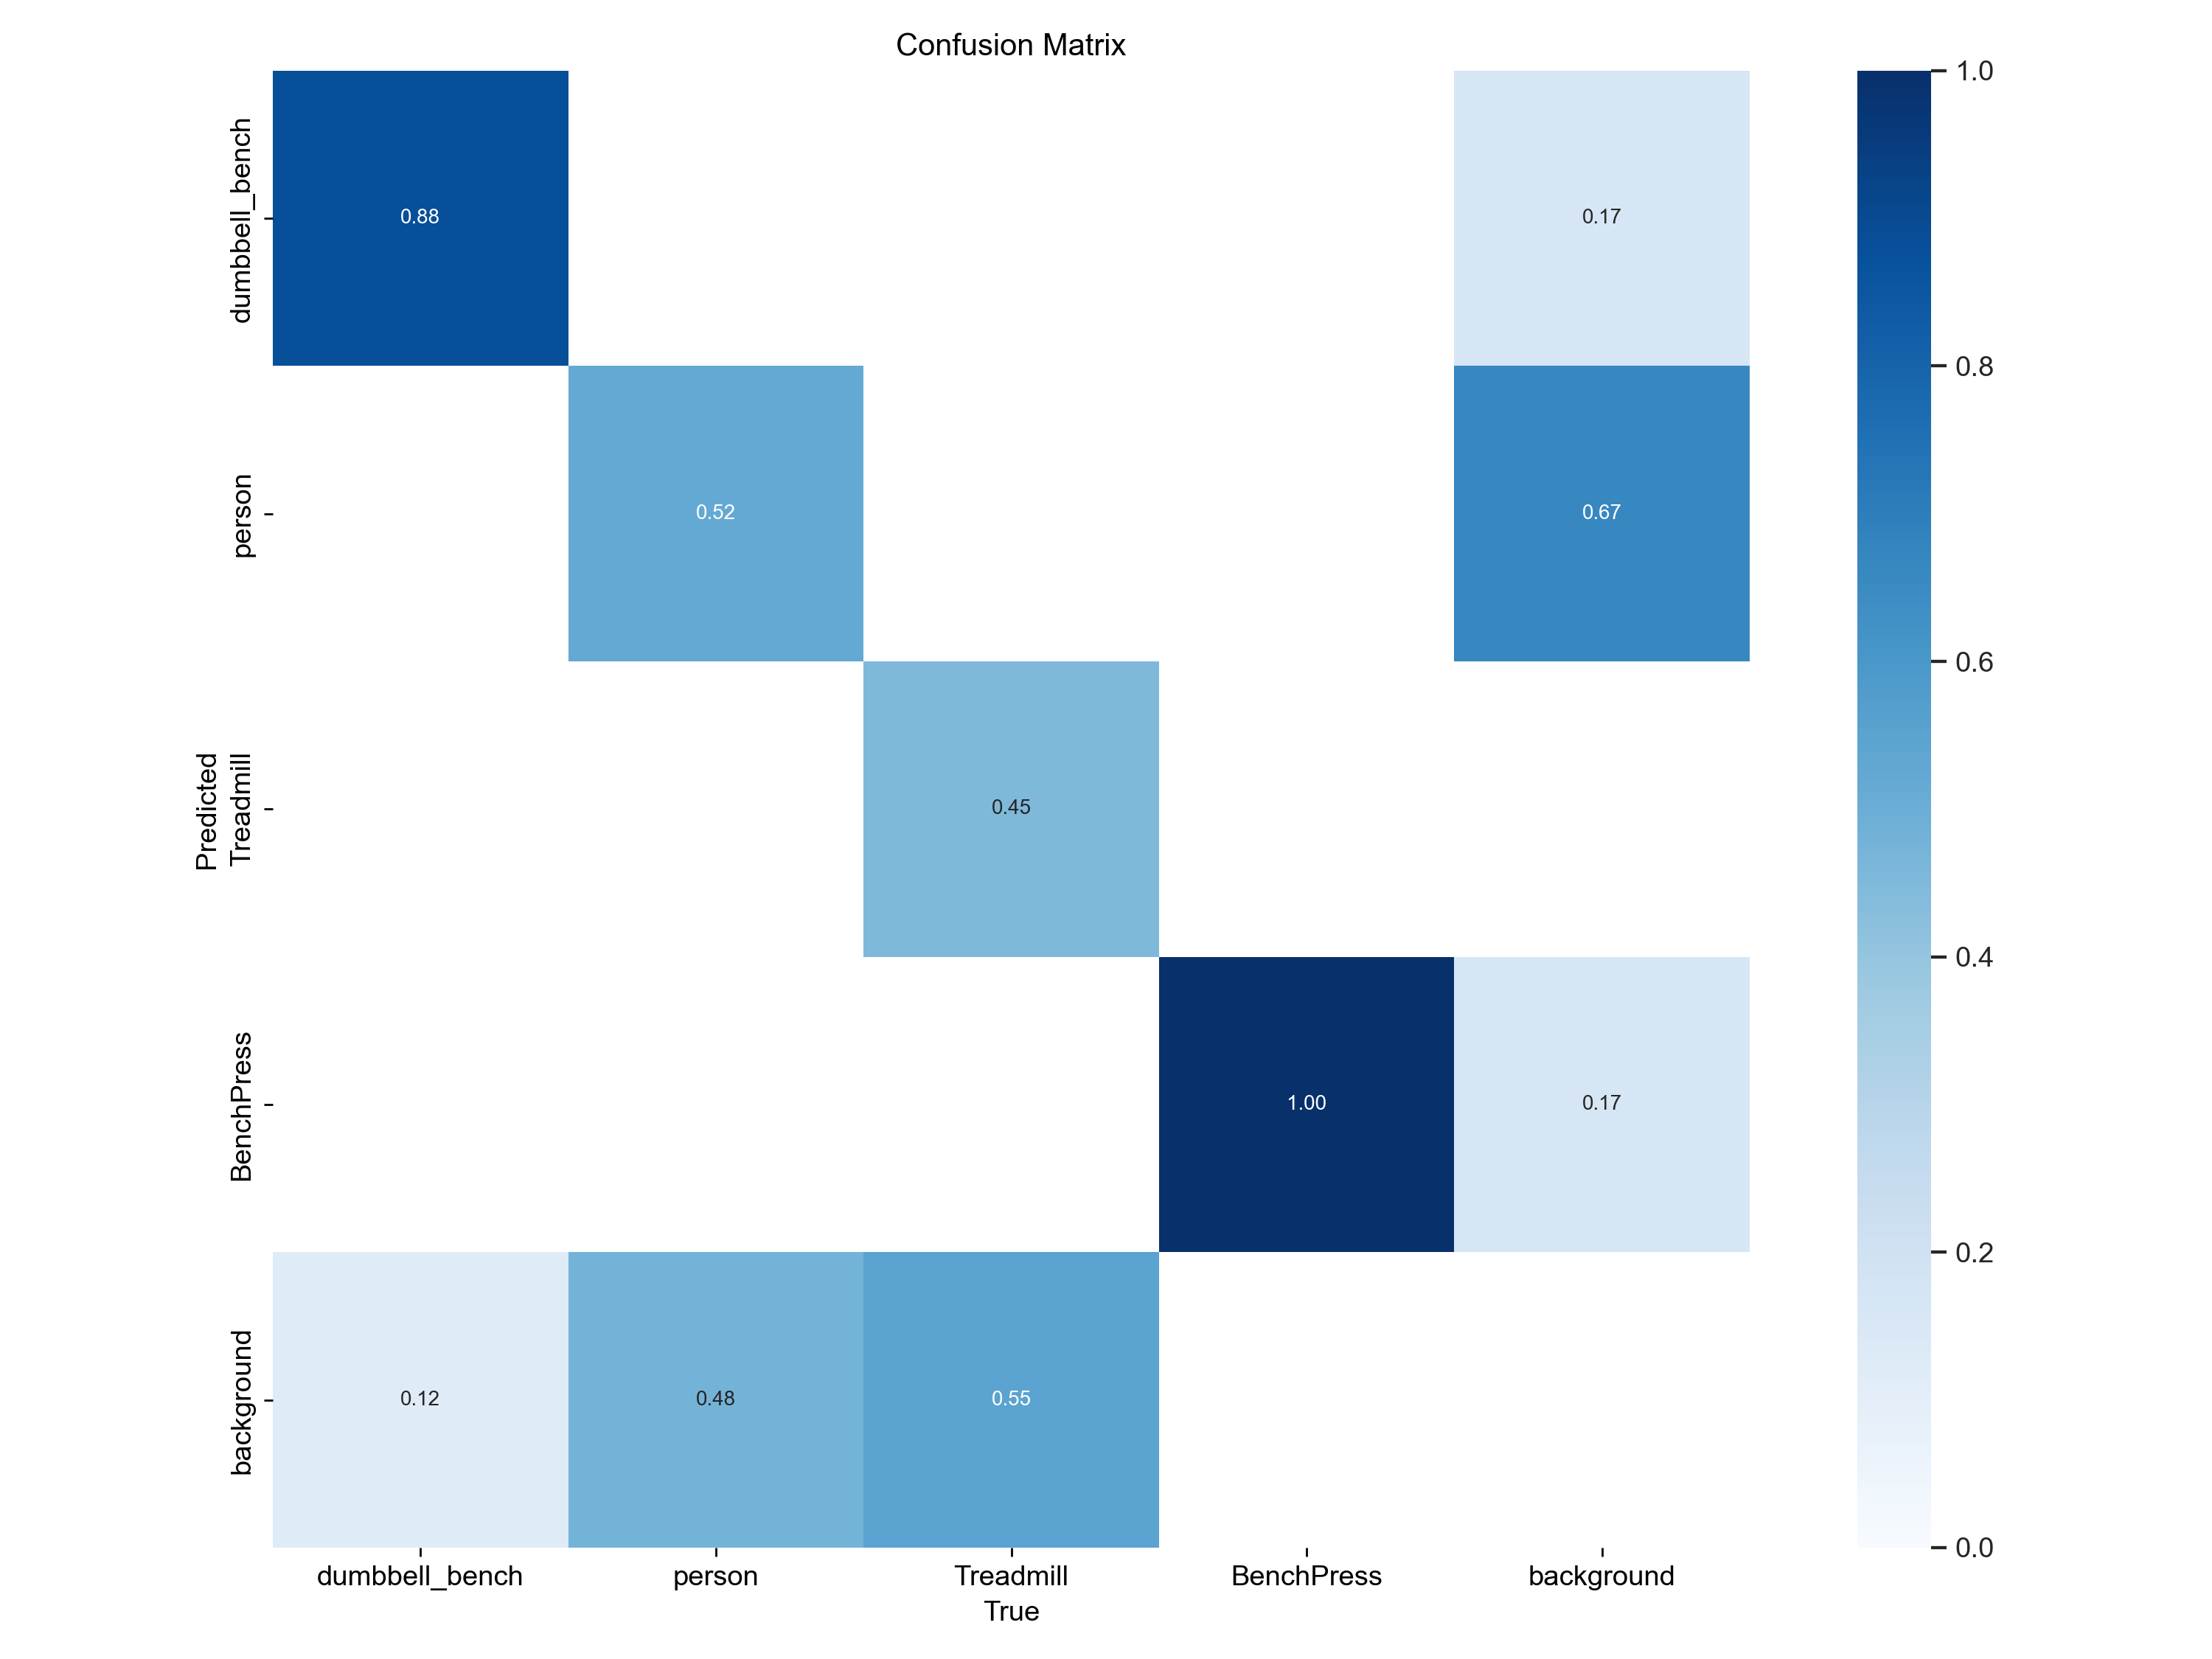 Confusion Matrix
dumbbell_bench
person
Treadmill
BenchPress
background
Predicted
0.88
0.17
0.52
0.67
0.45
1.00
0.17
0.12
0.48
0.55
dumbbell_bench
person
Treadmill
BenchPress
background
True
1.0
0.8
0.6
0.4
0.2
0.0